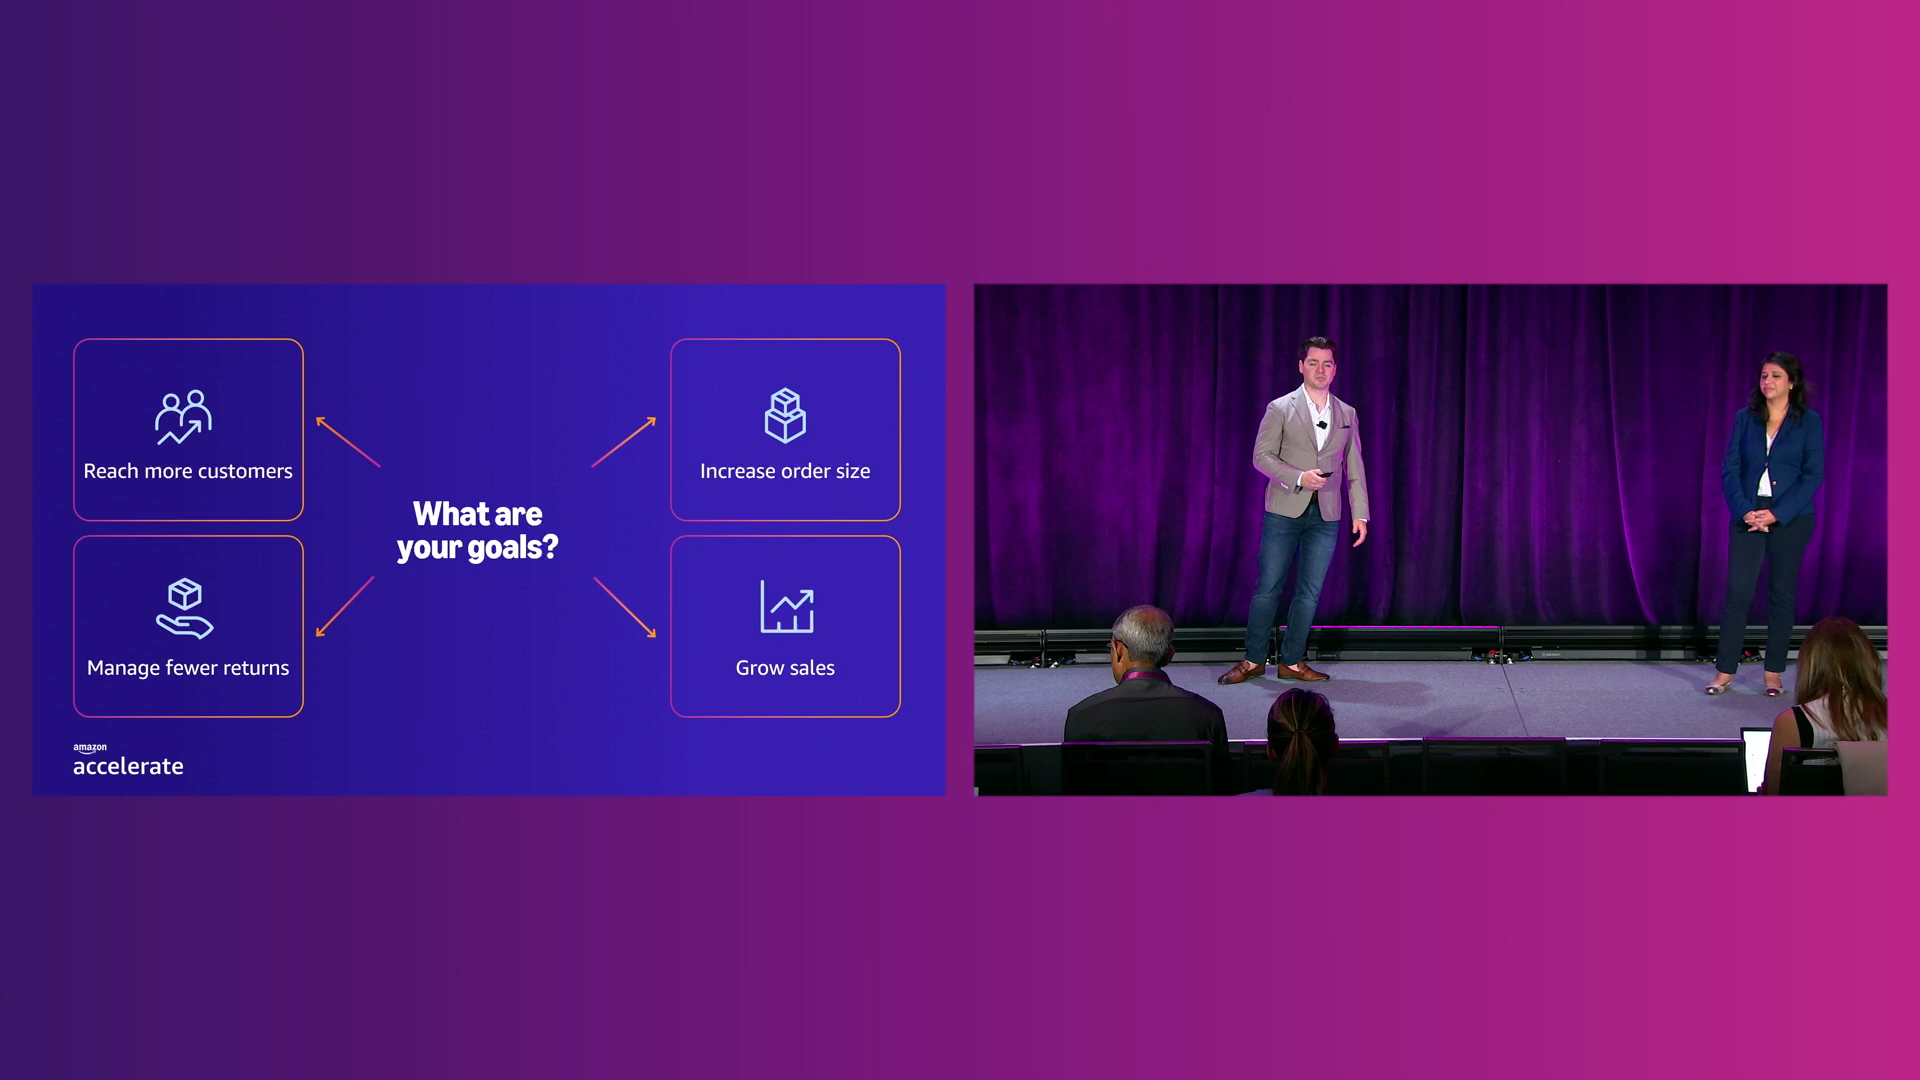 Reach more customers
Increase order size
What are
your goals?
Manage fewer returns
Grow sales
amazon
accelerate